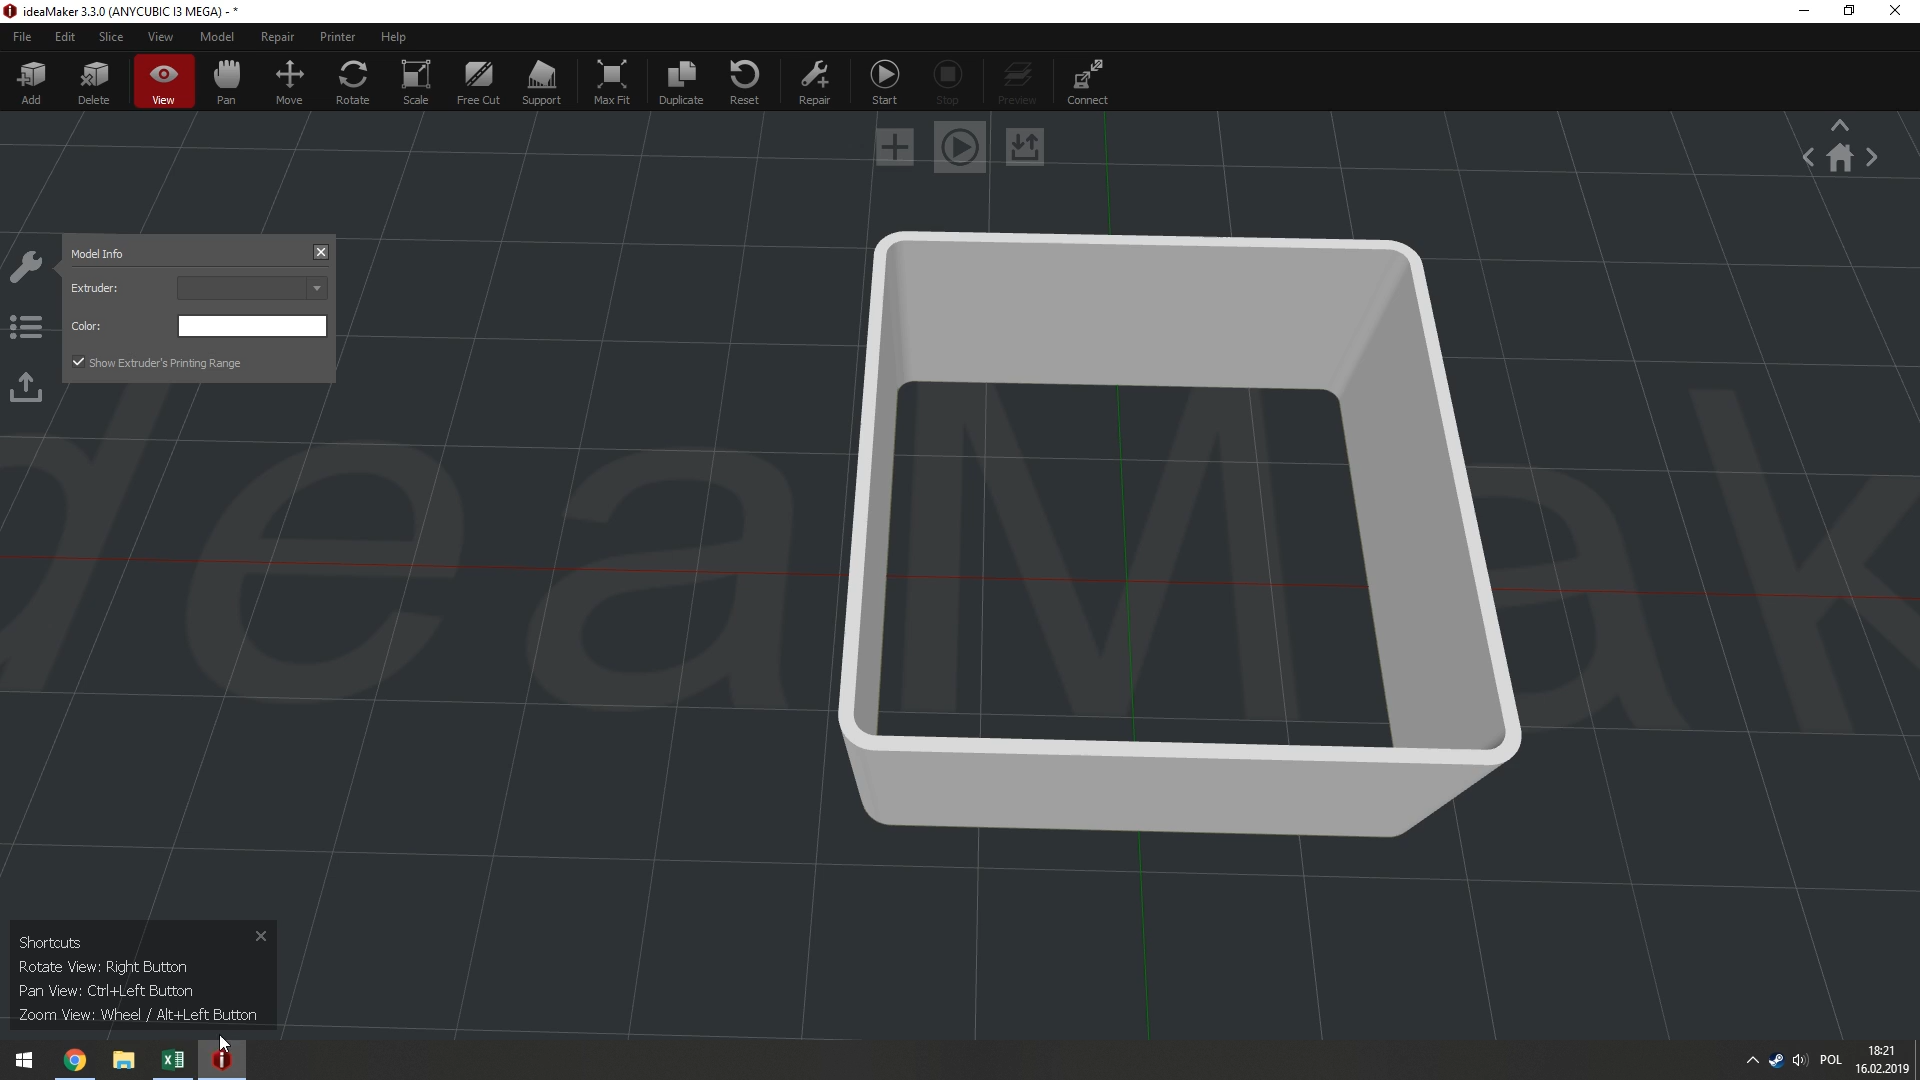 ideaMaker 3.3.0 (ANYCUBIC I3 MEGA) - *
File Edit Slice View Model Repair Printer Help
Add Delete View Pan Move Rotate Scale Free Cut Support Max Fit Duplicate Reset Repair Start Stop Preview Connect
Model Info
Extruder:
Color:
Show Extruder's Printing Range
ideaMak
Shortcuts
Rotate View: Right Button
Pan View: Ctrl+Left Button
Zoom View: Wheel / Alt+Left Button
POL
18:21
16.02.2019